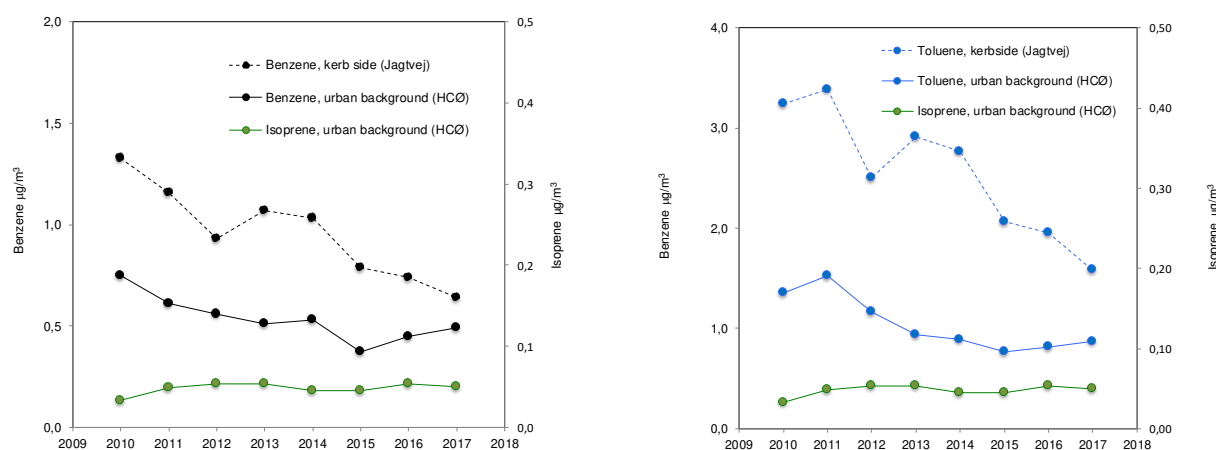 2,0
1,5
1,0
0,5
0,0
Benzene µg/m³
0,5
0,4
0,3
0,2
0,1
0,0
Isoprene µg/m³
Benzene, kerb side (Jagtvej)
Benzene, urban background (HCØ)
Isoprene, urban background (HCØ)
2009 2010 2011 2012 2013 2014 2015 2016 2017 2018
4,0
3,0
2,0
1,0
0,0
Benzene µg/m³
0,50
0,40
0,30
0,20
0,10
0,00
Isoprene µg/m³
Toluene, kerbside (Jagtvej)
Toluene, urban background (HCØ)
Isoprene, urban background (HCØ)
2009 2010 2011 2012 2013 2014 2015 2016 2017 2018